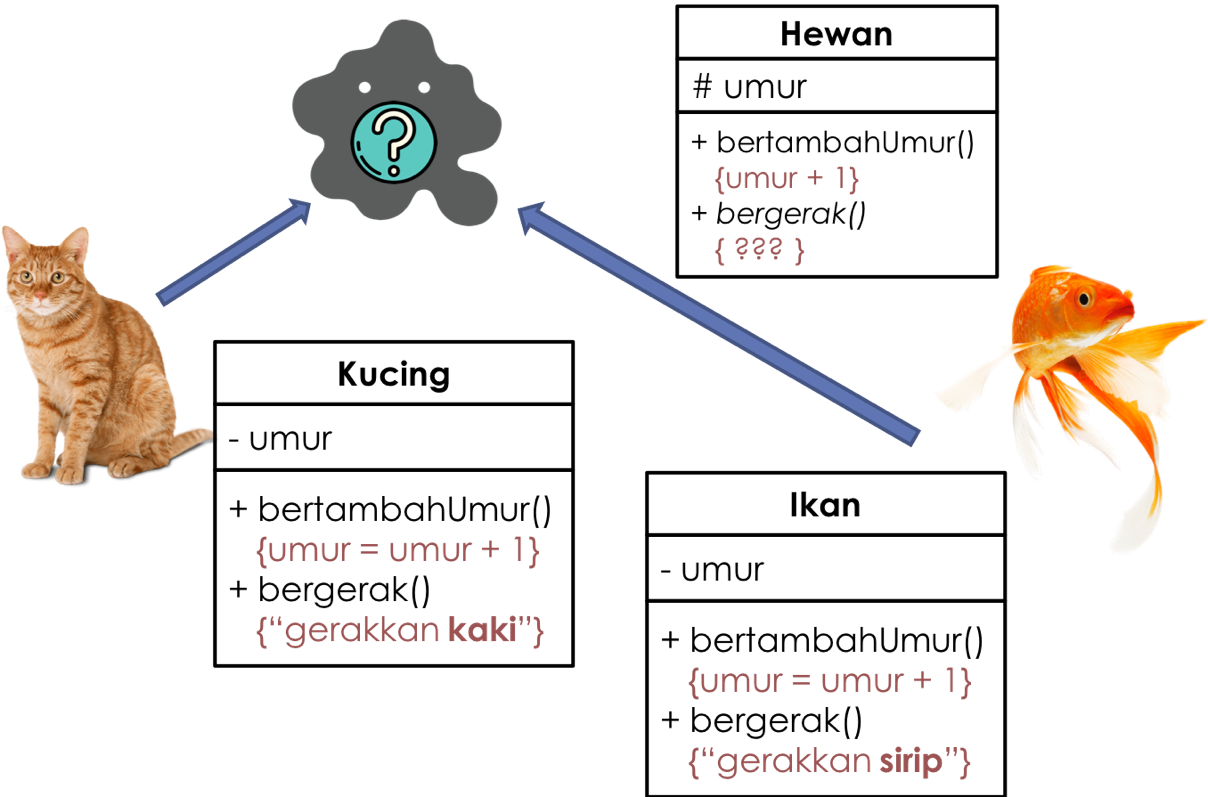 ?
Hewan
# umur
+ bertambahUmur()
{umur + 1}
+ bergerak()
{ ??? }
Kucing
- umur
+ bertambahUmur()
{umur = umur + 1}
+ bergerak()
{“gerakkan kaki”}
Ikan
- umur
+ bertambahUmur()
{umur = umur + 1}
+ bergerak()
{“gerakkan sirip”}